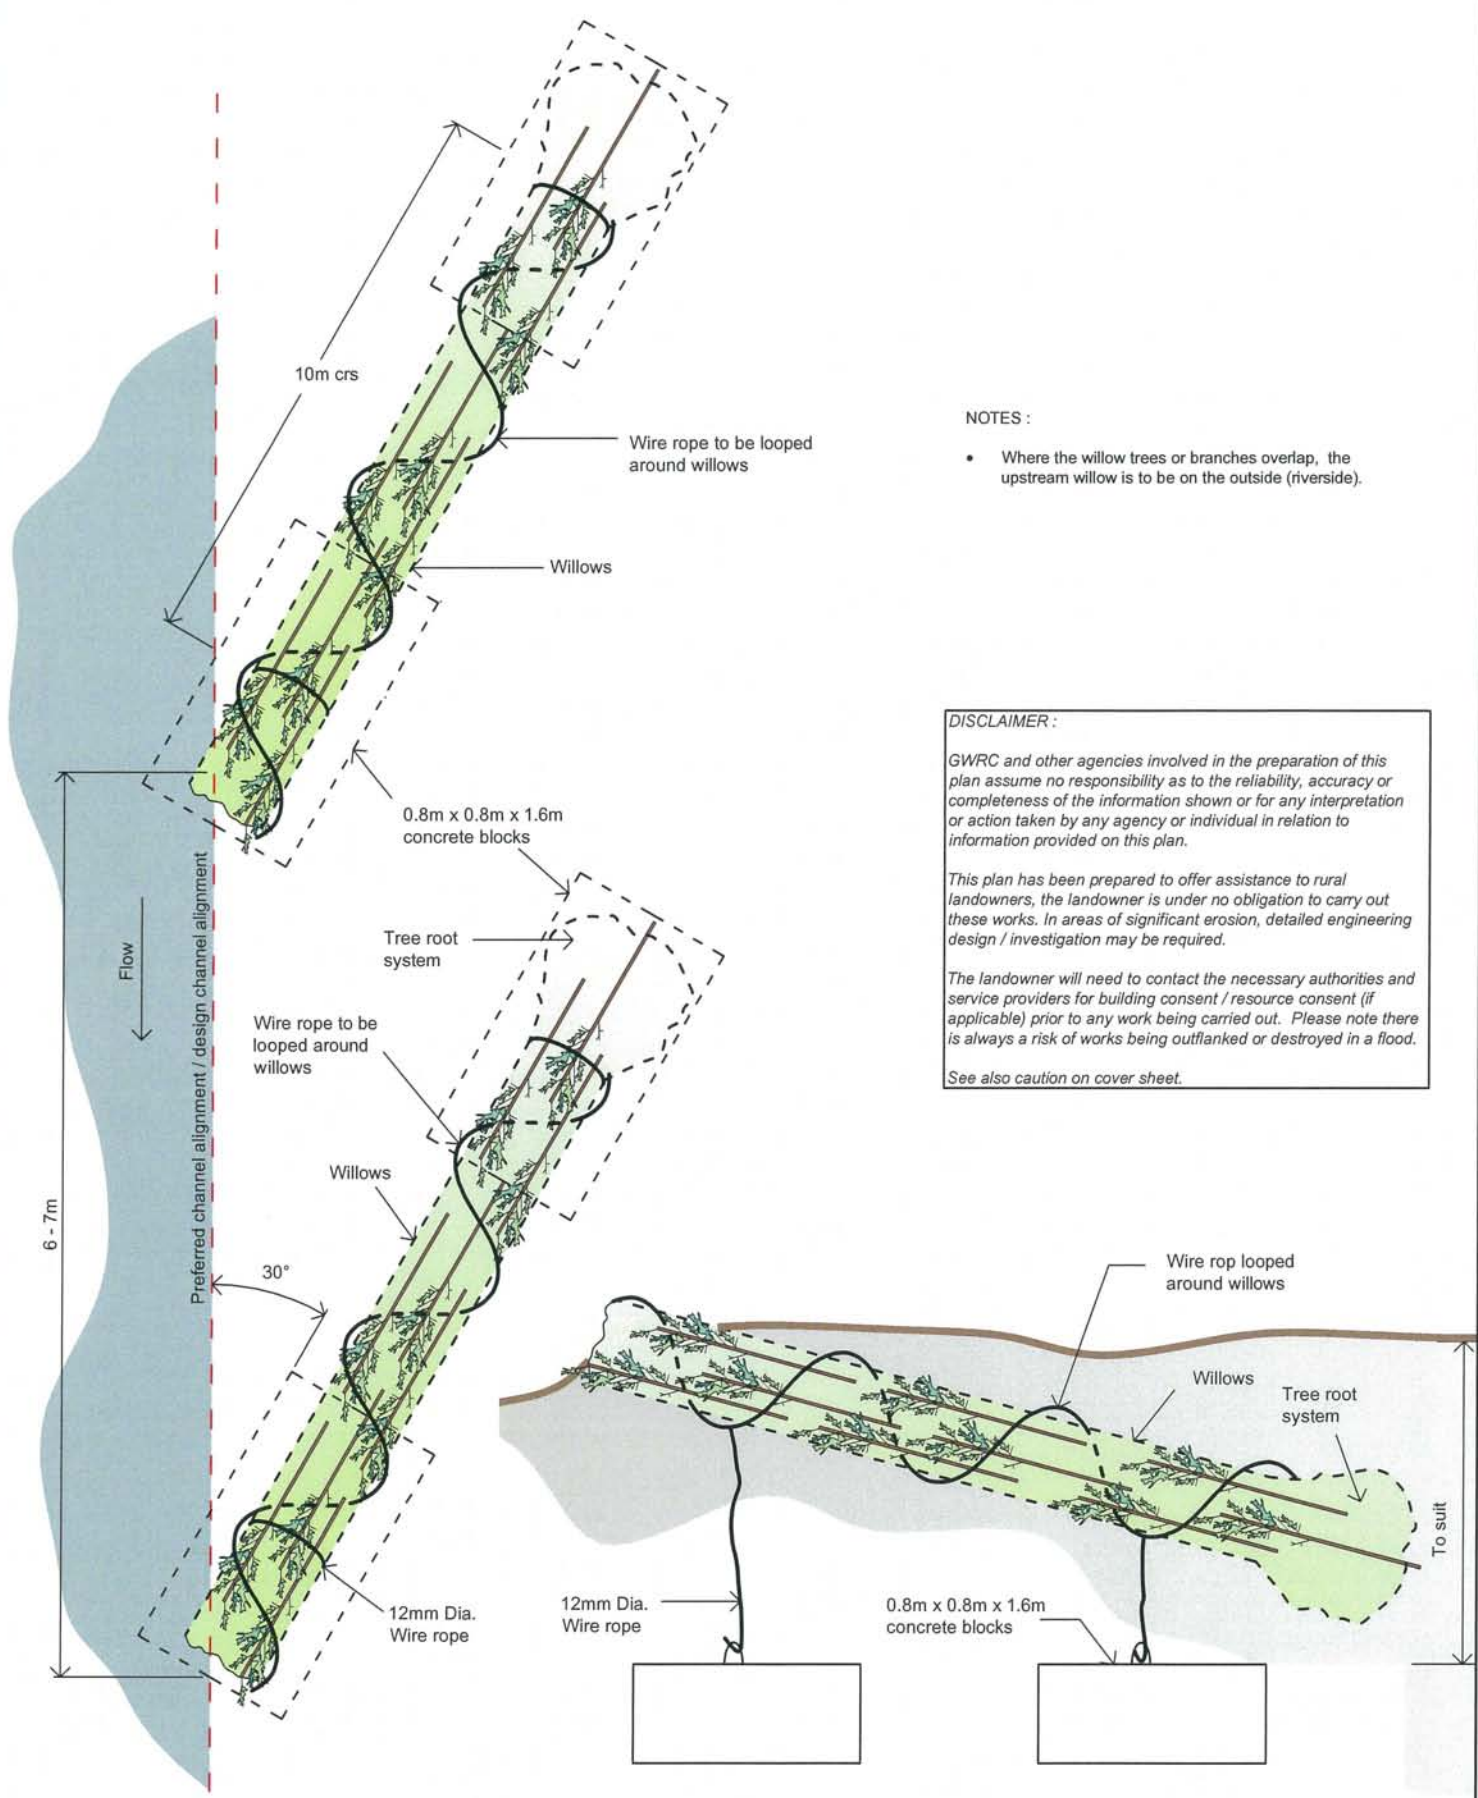 10m crs
Wire rope to be looped
around willows
NOTES :
• Where the willow trees or branches overlap, the
upstream willow is to be on the outside (riverside).
Willows
0.8m x 0.8m x 1.6m
concrete blocks
DISCLAIMER :
GWRC and other agencies involved in the preparation of this
plan assume no responsibility as to the reliability, accuracy or
completeness of the information shown or for any interpretation
or action taken by any agency or individual in relation to
information provided on this plan.
This plan has been prepared to offer assistance to rural
landowners, the landowner is under no obligation to carry out
these works. In areas of significant erosion, detailed engineering
design / investigation may be required.
The landowner will need to contact the necessary authorities and
service providers for building consent / resource consent (if
applicable) prior to any work being carried out. Please note there
is always a risk of works being outflanked or destroyed in a flood.
See also caution on cover sheet.
Preferred channel alignment / design channel alignment
Flow
Tree root
system
Wire rope to be
looped around
willows
Willows
6 - 7m
30°
12mm Dia.
Wire rope
Wire rop looped
around willows
Willows
Tree root
system
To suit
12mm Dia.
Wire rope
0.8m x 0.8m x 1.6m
concrete blocks